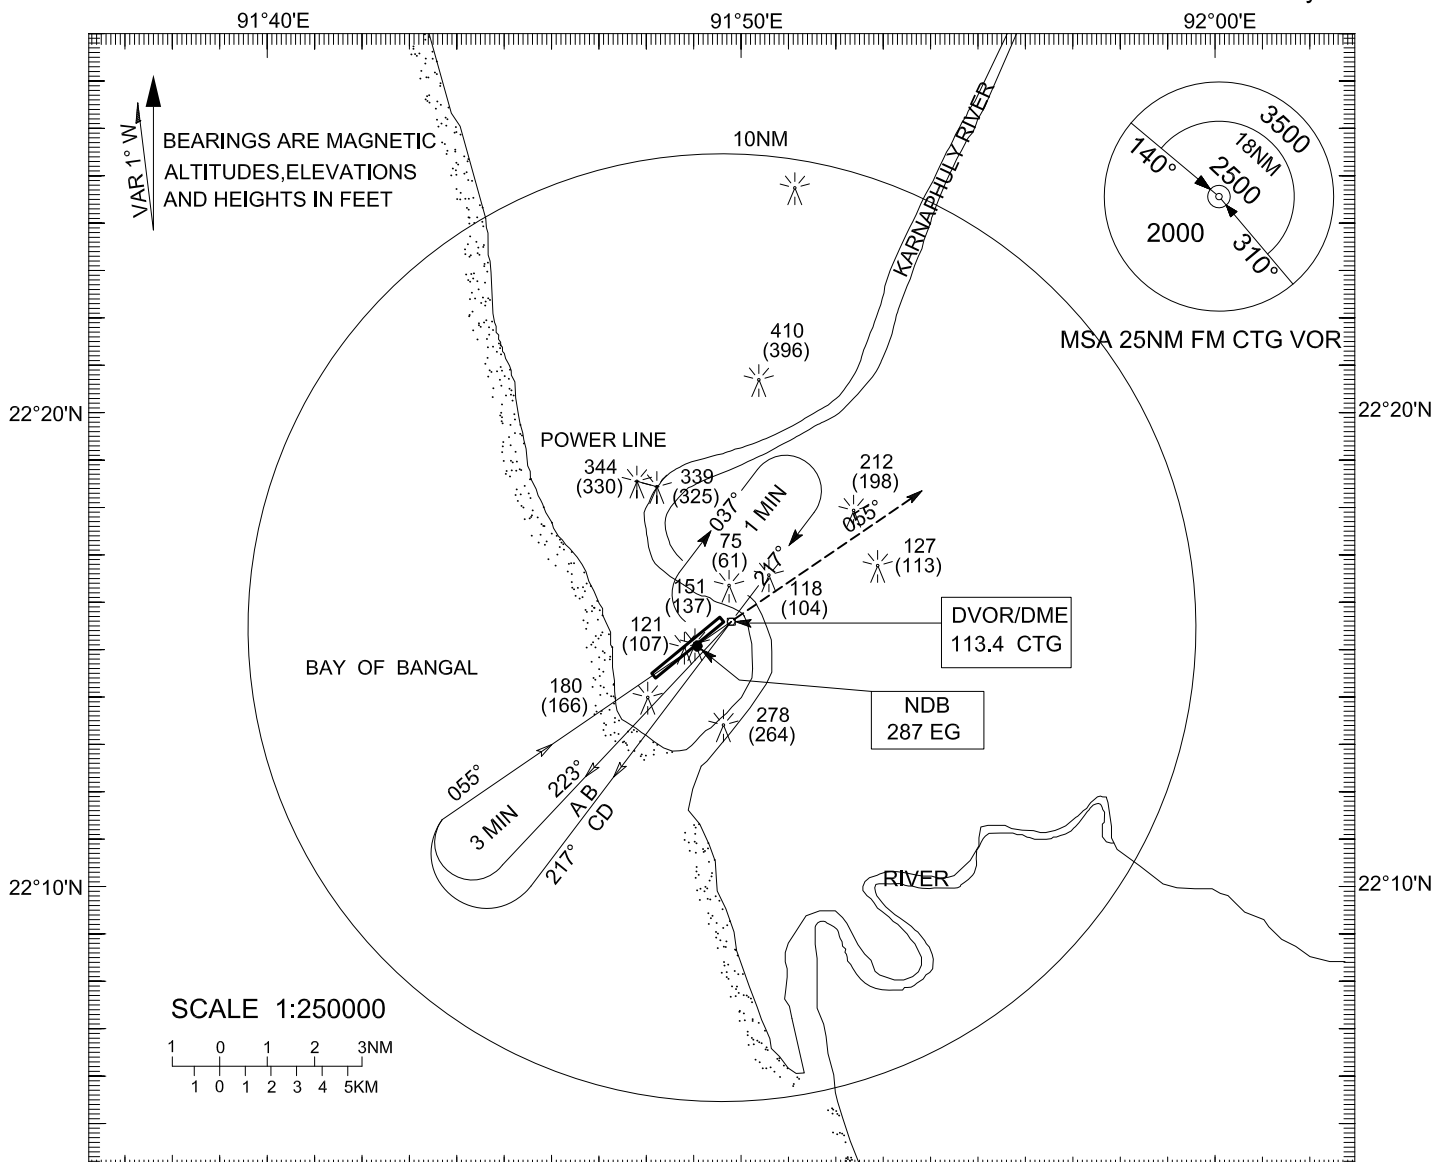 91°40'E
91°50'E
92°00'E
VAR 1° W
BEARINGS ARE MAGNETIC
ALTITUDES,ELEVATIONS
AND HEIGHTS IN FEET
10NM
KARNAPHULY RIVER
3500
18NM
2500
140°
2000
310°
MSA 25NM FM CTG VOR
410
(396)
22°20'N
22°20'N
POWER LINE
344
(330)
339
(325)
037°
1 MIN
212
(198)
055°
217°
75
(61)
127
(113)
151
(137)
118
(104)
121
(107)
DVOR/DME
113.4 CTG
BAY OF BANGAL
180
(166)
278
(264)
NDB
287 EG
055°
223°
A B
CD
3 MIN
217°
22°10'N
RIVER
22°10'N
SCALE 1:250000
1 0 1 2 3NM
1 0 1 2 3 4 5KM